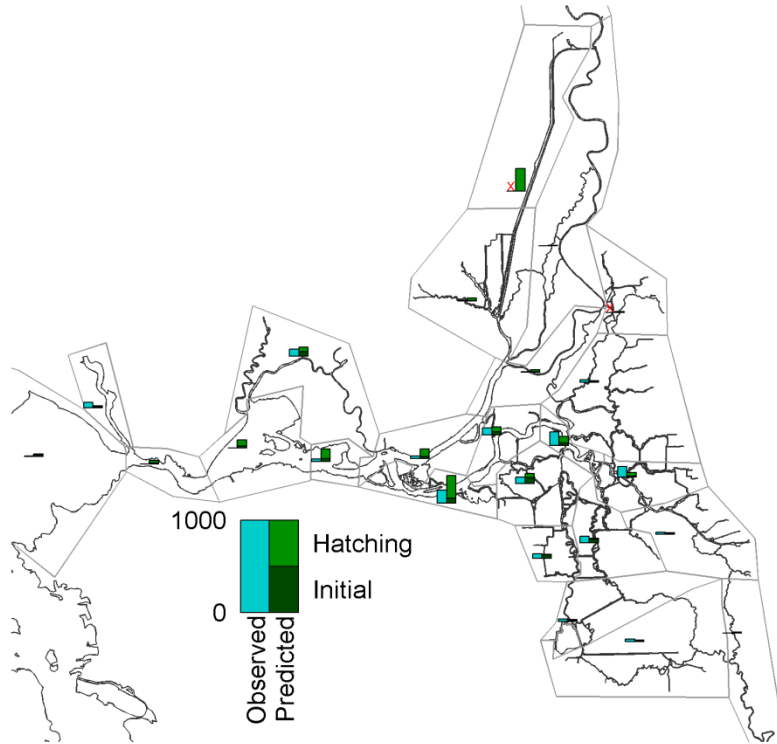 X
X
1000
0
Hatching
Initial
Observed
Predicted